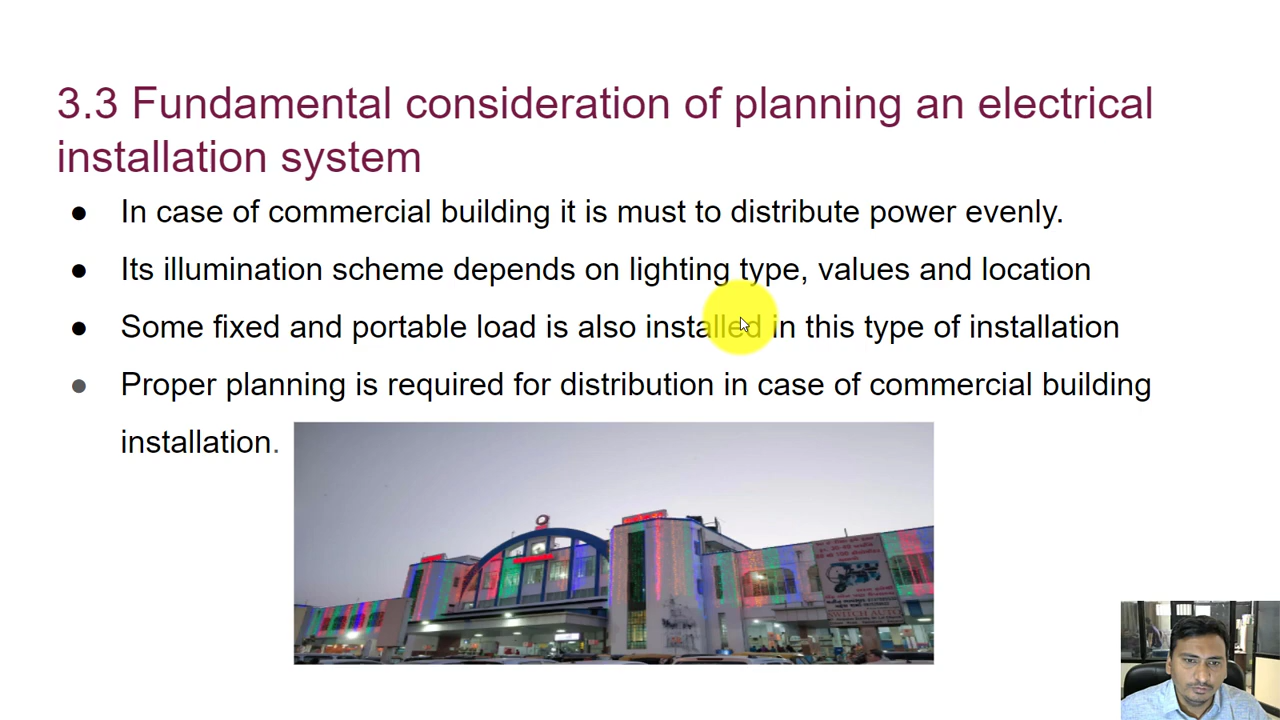 3.3 Fundamental consideration of planning an electrical
installation system
● In case of commercial building it is must to distribute power evenly.
● Its illumination scheme depends on lighting type, values and location
● Some fixed and portable load is also installed in this type of installation
● Proper planning is required for distribution in case of commercial building
installation.
SWITCH AUTO